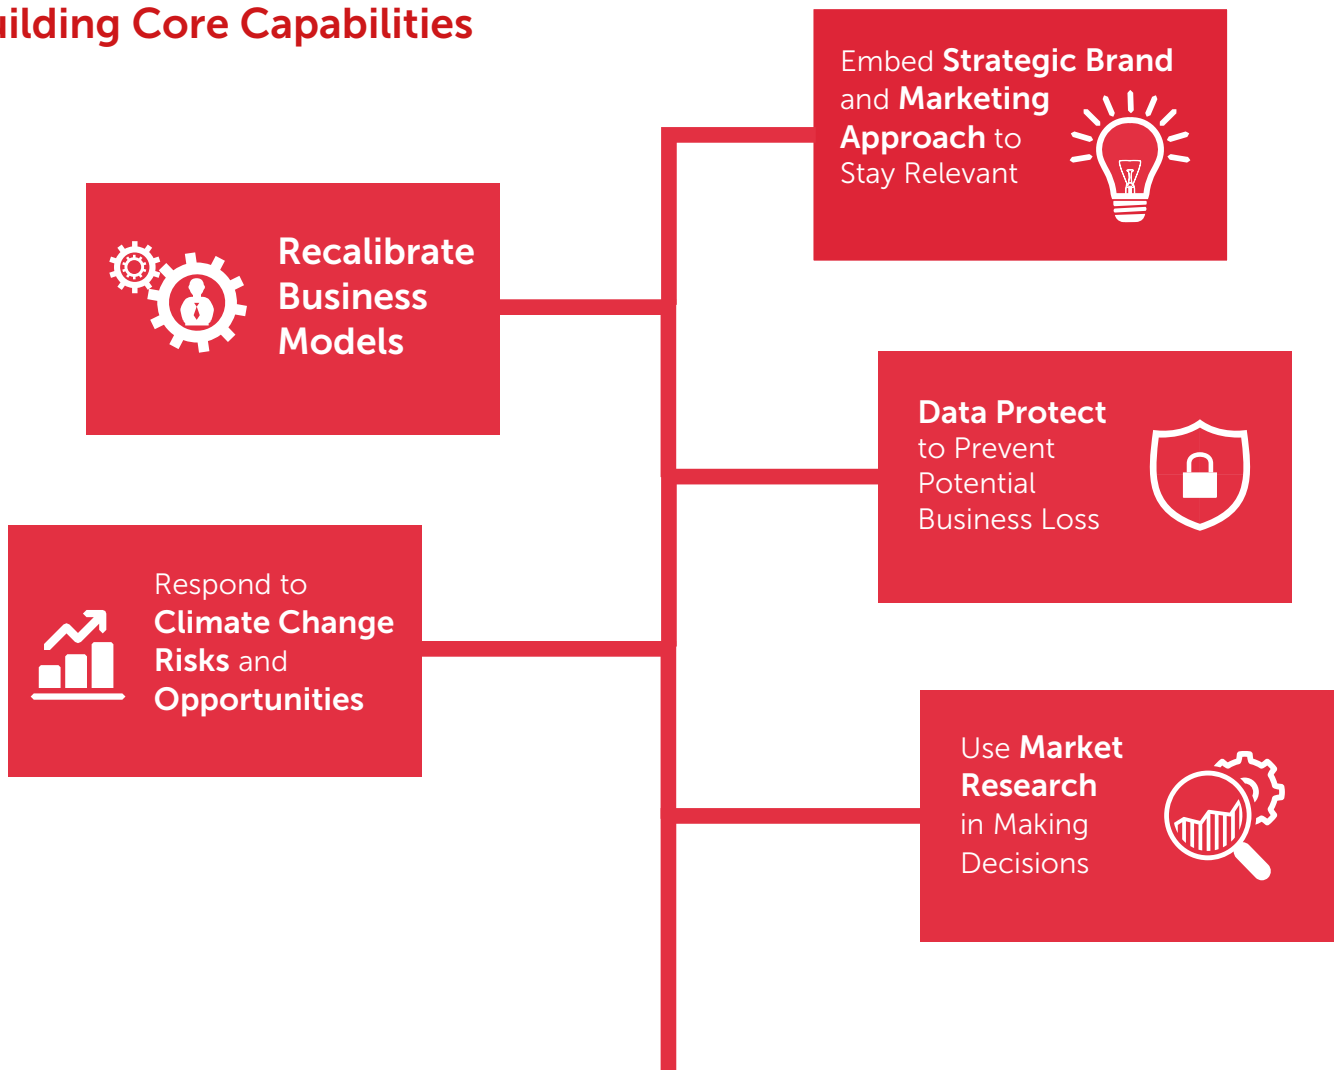 uilding Core Capabilities
Embed Strategic Brand
and Marketing
Approach to
Stay Relevant
Recalibrate
Business
Models
Data Protect
to Prevent
Potential
Business Loss
Respond to
Climate Change
Risks and
Opportunities
Use Market
Research
in Making
Decisions